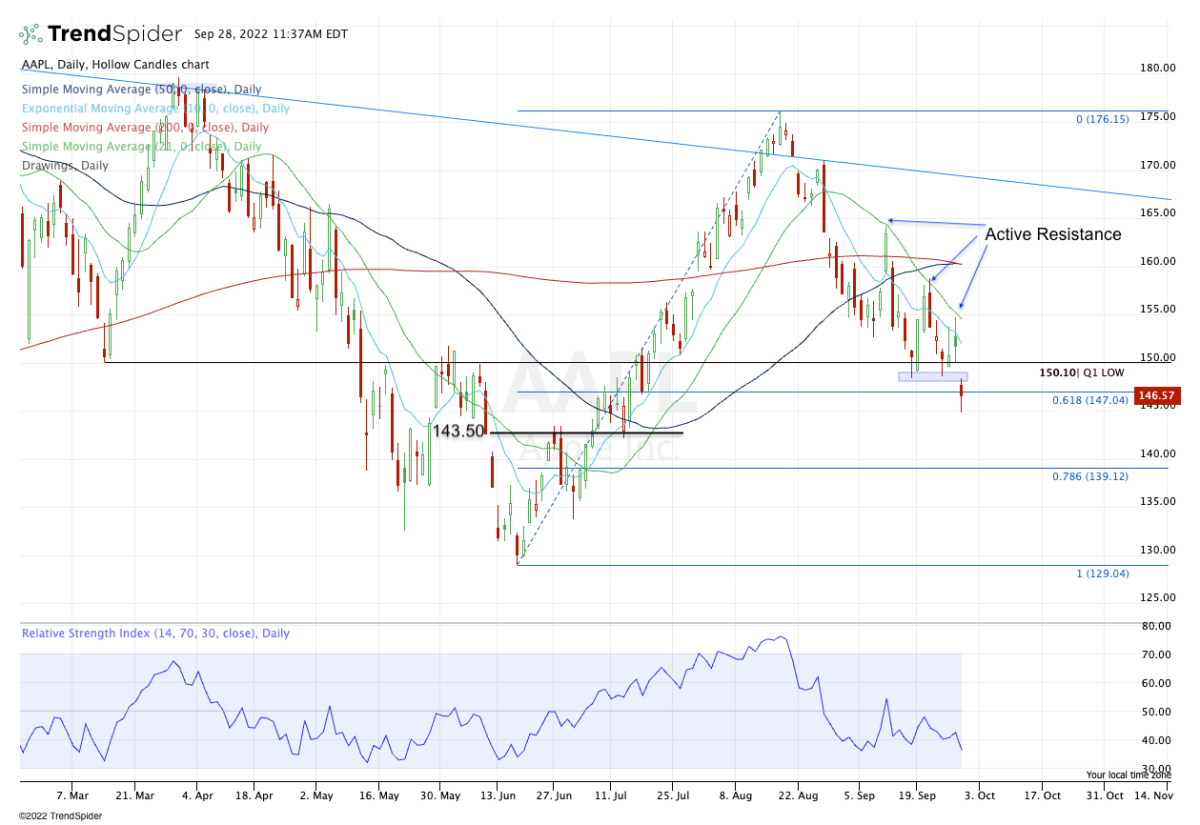 TrendSpider Sep 28, 2022 11:37AM EDT
AAPL, Daily, Hollow Candles chart
Simple Moving Average (50, 0, close), Daily
Exponential Moving Average (10, 0, close), Daily
Simple Moving Average (200, 0, close), Daily
Simple Moving Average (21, 0, close), Daily
Drawings, Daily
180.00
0 (176.15)
175.00
170.00
165.00
Active Resistance
160.00
155.00
150.00
150.10| Q1 LOW
146.57
0.618 (147.04)
145.00
AAPL
143.50
Apple Inc.
140.00
0.786 (139.12)
135.00
130.00
1 (129.04)
125.00
Relative Strength Index (14, 70, 30, close), Daily
80.00
70.00
60.00
50.00
40.00
30.00
Your local time zone
7. Mar 21. Mar 4. Apr 18. Apr 2. May 16. May 30. May 13. Jun 27. Jun 11. Jul 25. Jul 8. Aug 22. Aug 5. Sep 19. Sep 3. Oct 17. Oct 31. Oct 14. Nov
©2022 TrendSpider